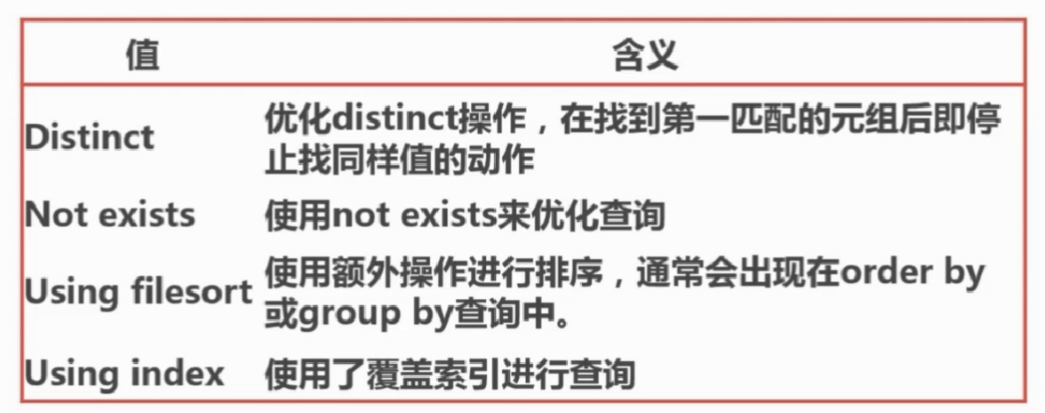 值 含义
Distinct 优化distinct操作，在找到第一匹配的元组后即停
止找同样值的动作
Not exists 使用not exists来优化查询
Using filesort 使用额外操作进行排序，通常会出现在order by
或group by查询中。
Using index 使用了覆盖索引进行查询